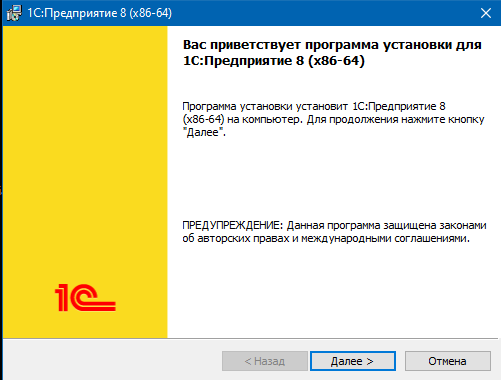 1С:Предприятие 8 (x86-64)
Вас приветствует программа установки для
1С:Предприятие 8 (x86-64)
Программа установки установит 1С:Предприятие 8
(x86-64) на компьютер. Для продолжения нажмите кнопку
"Далее".
ПРЕДУПРЕЖДЕНИЕ: Данная программа защищена законами
об авторских правах и международными соглашениями.
1С
< Назад
Далее >
Отмена